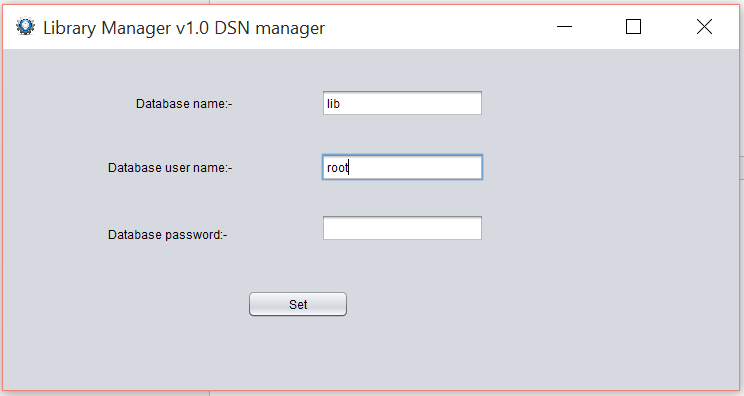 Library Manager v1.0 DSN manager
Database name:- lib
Database user name:- root
Database password:-
Set